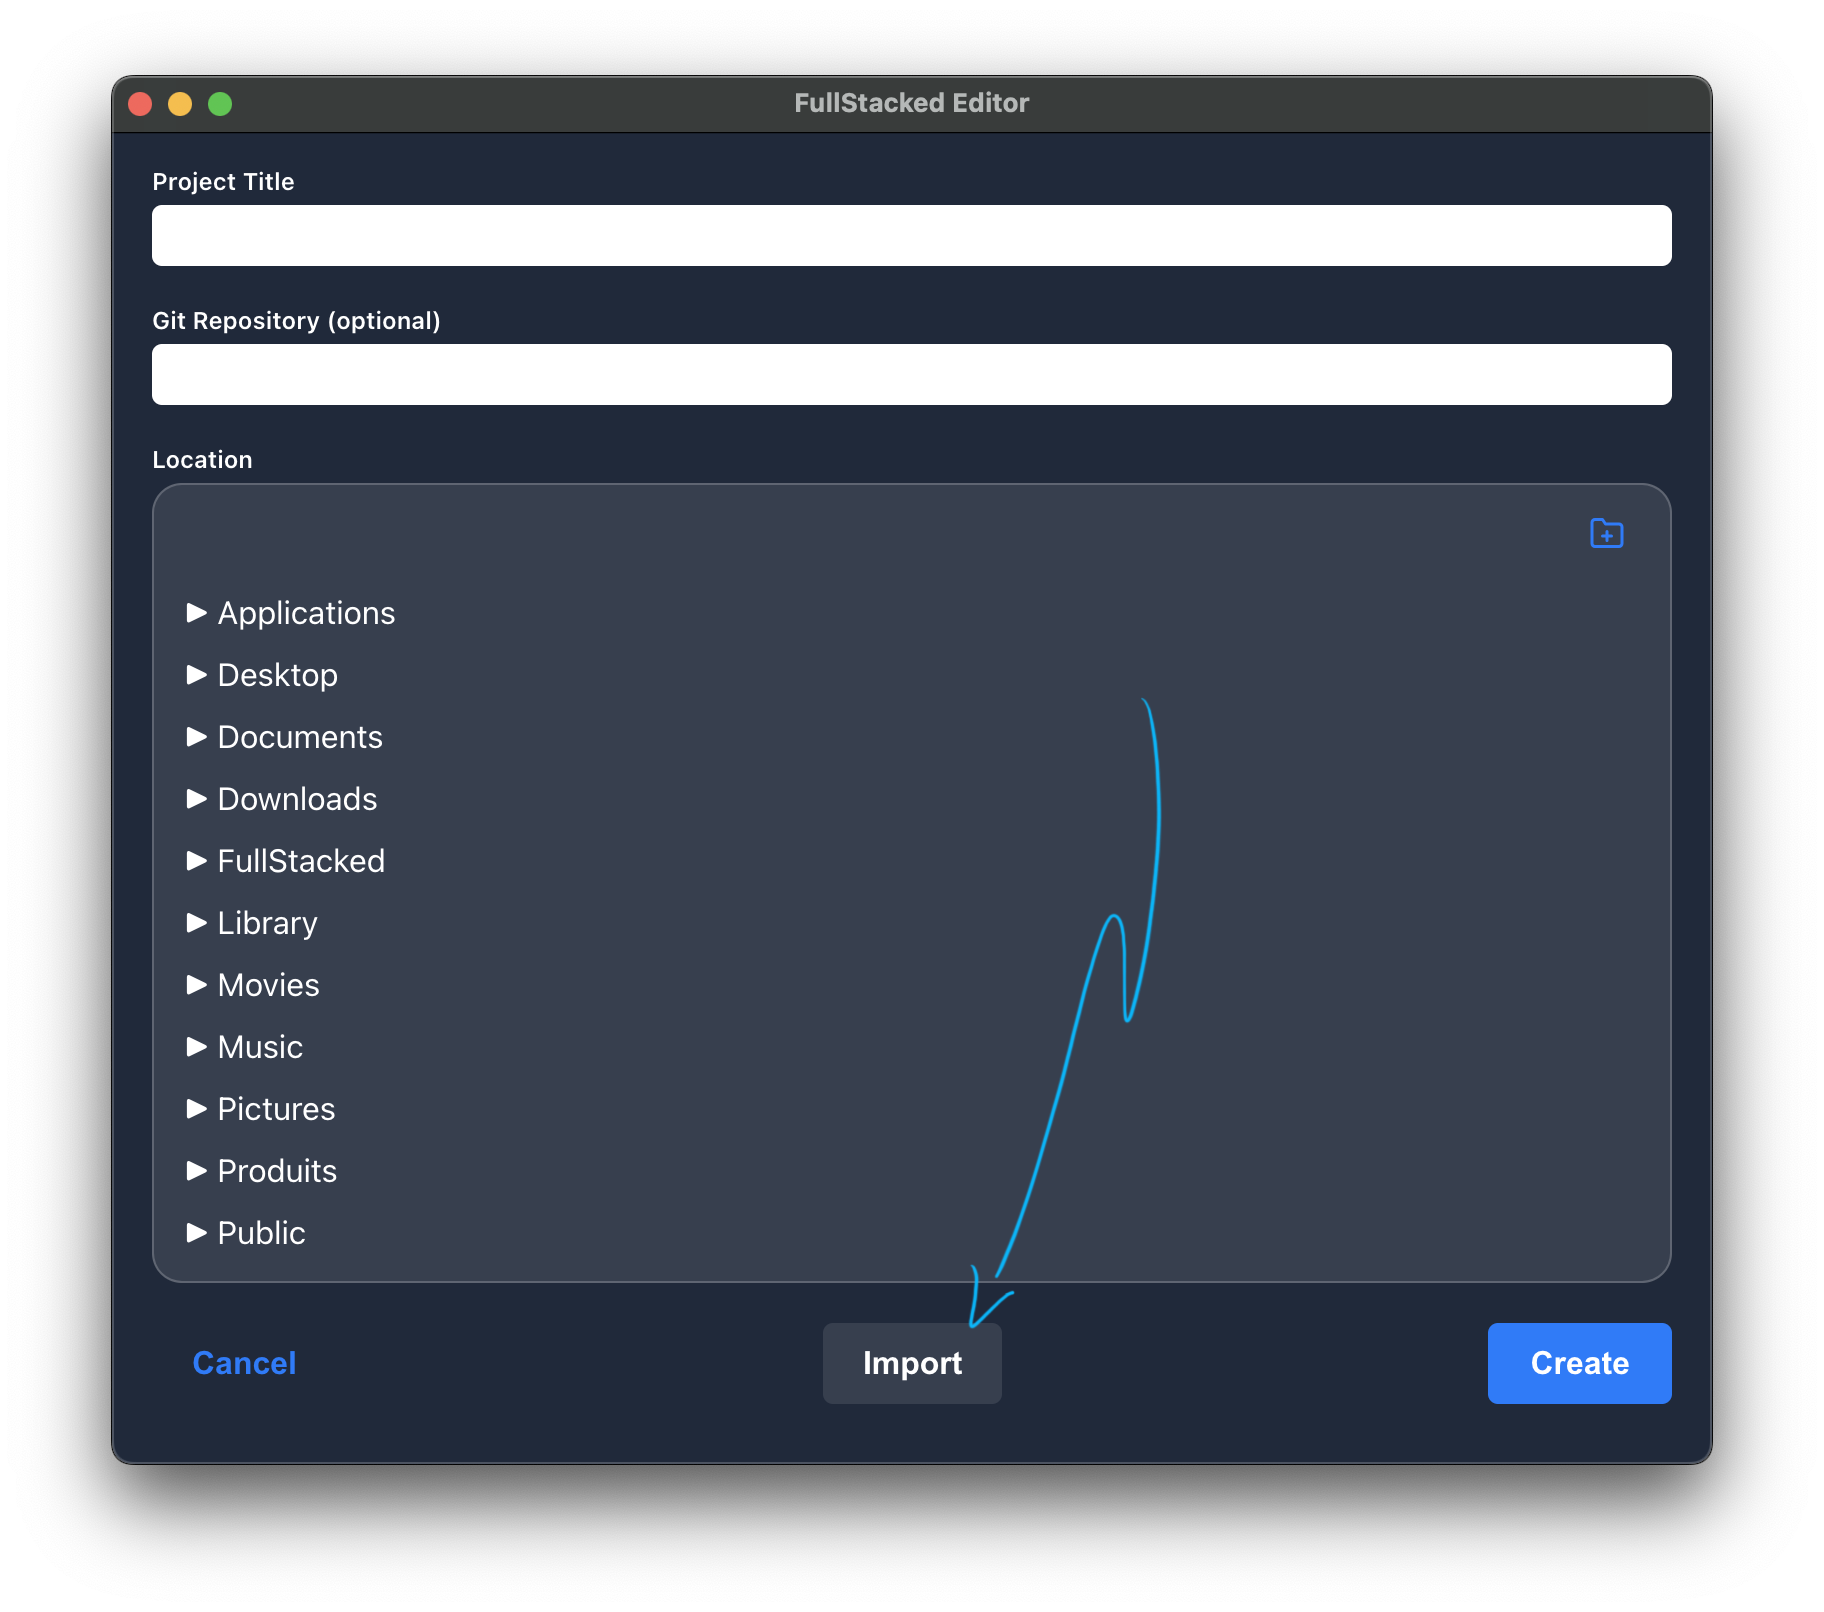 FullStacked Editor
Project Title
Git Repository (optional)
Location
Applications
Desktop
Documents
Downloads
FullStacked
Library
Movies
Music
Pictures
Produits
Public
Cancel
Import
Create